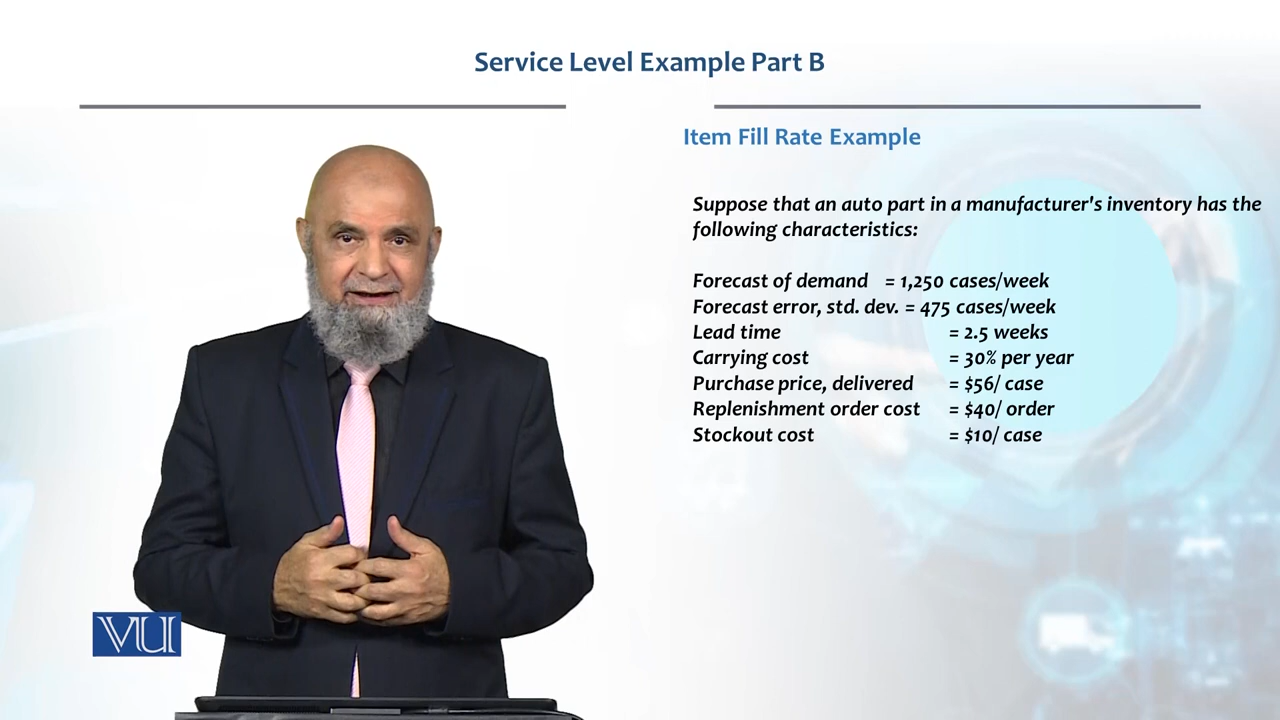 Service Level Example Part B
Item Fill Rate Example
Suppose that an auto part in a manufacturer's inventory has the
following characteristics:
Forecast of demand = 1,250 cases/week
Forecast error, std. dev. = 475 cases/week
Lead time = 2.5 weeks
Carrying cost = 30% per year
Purchase price, delivered = $56/ case
Replenishment order cost = $40/ order
Stockout cost = $10/ case
VU